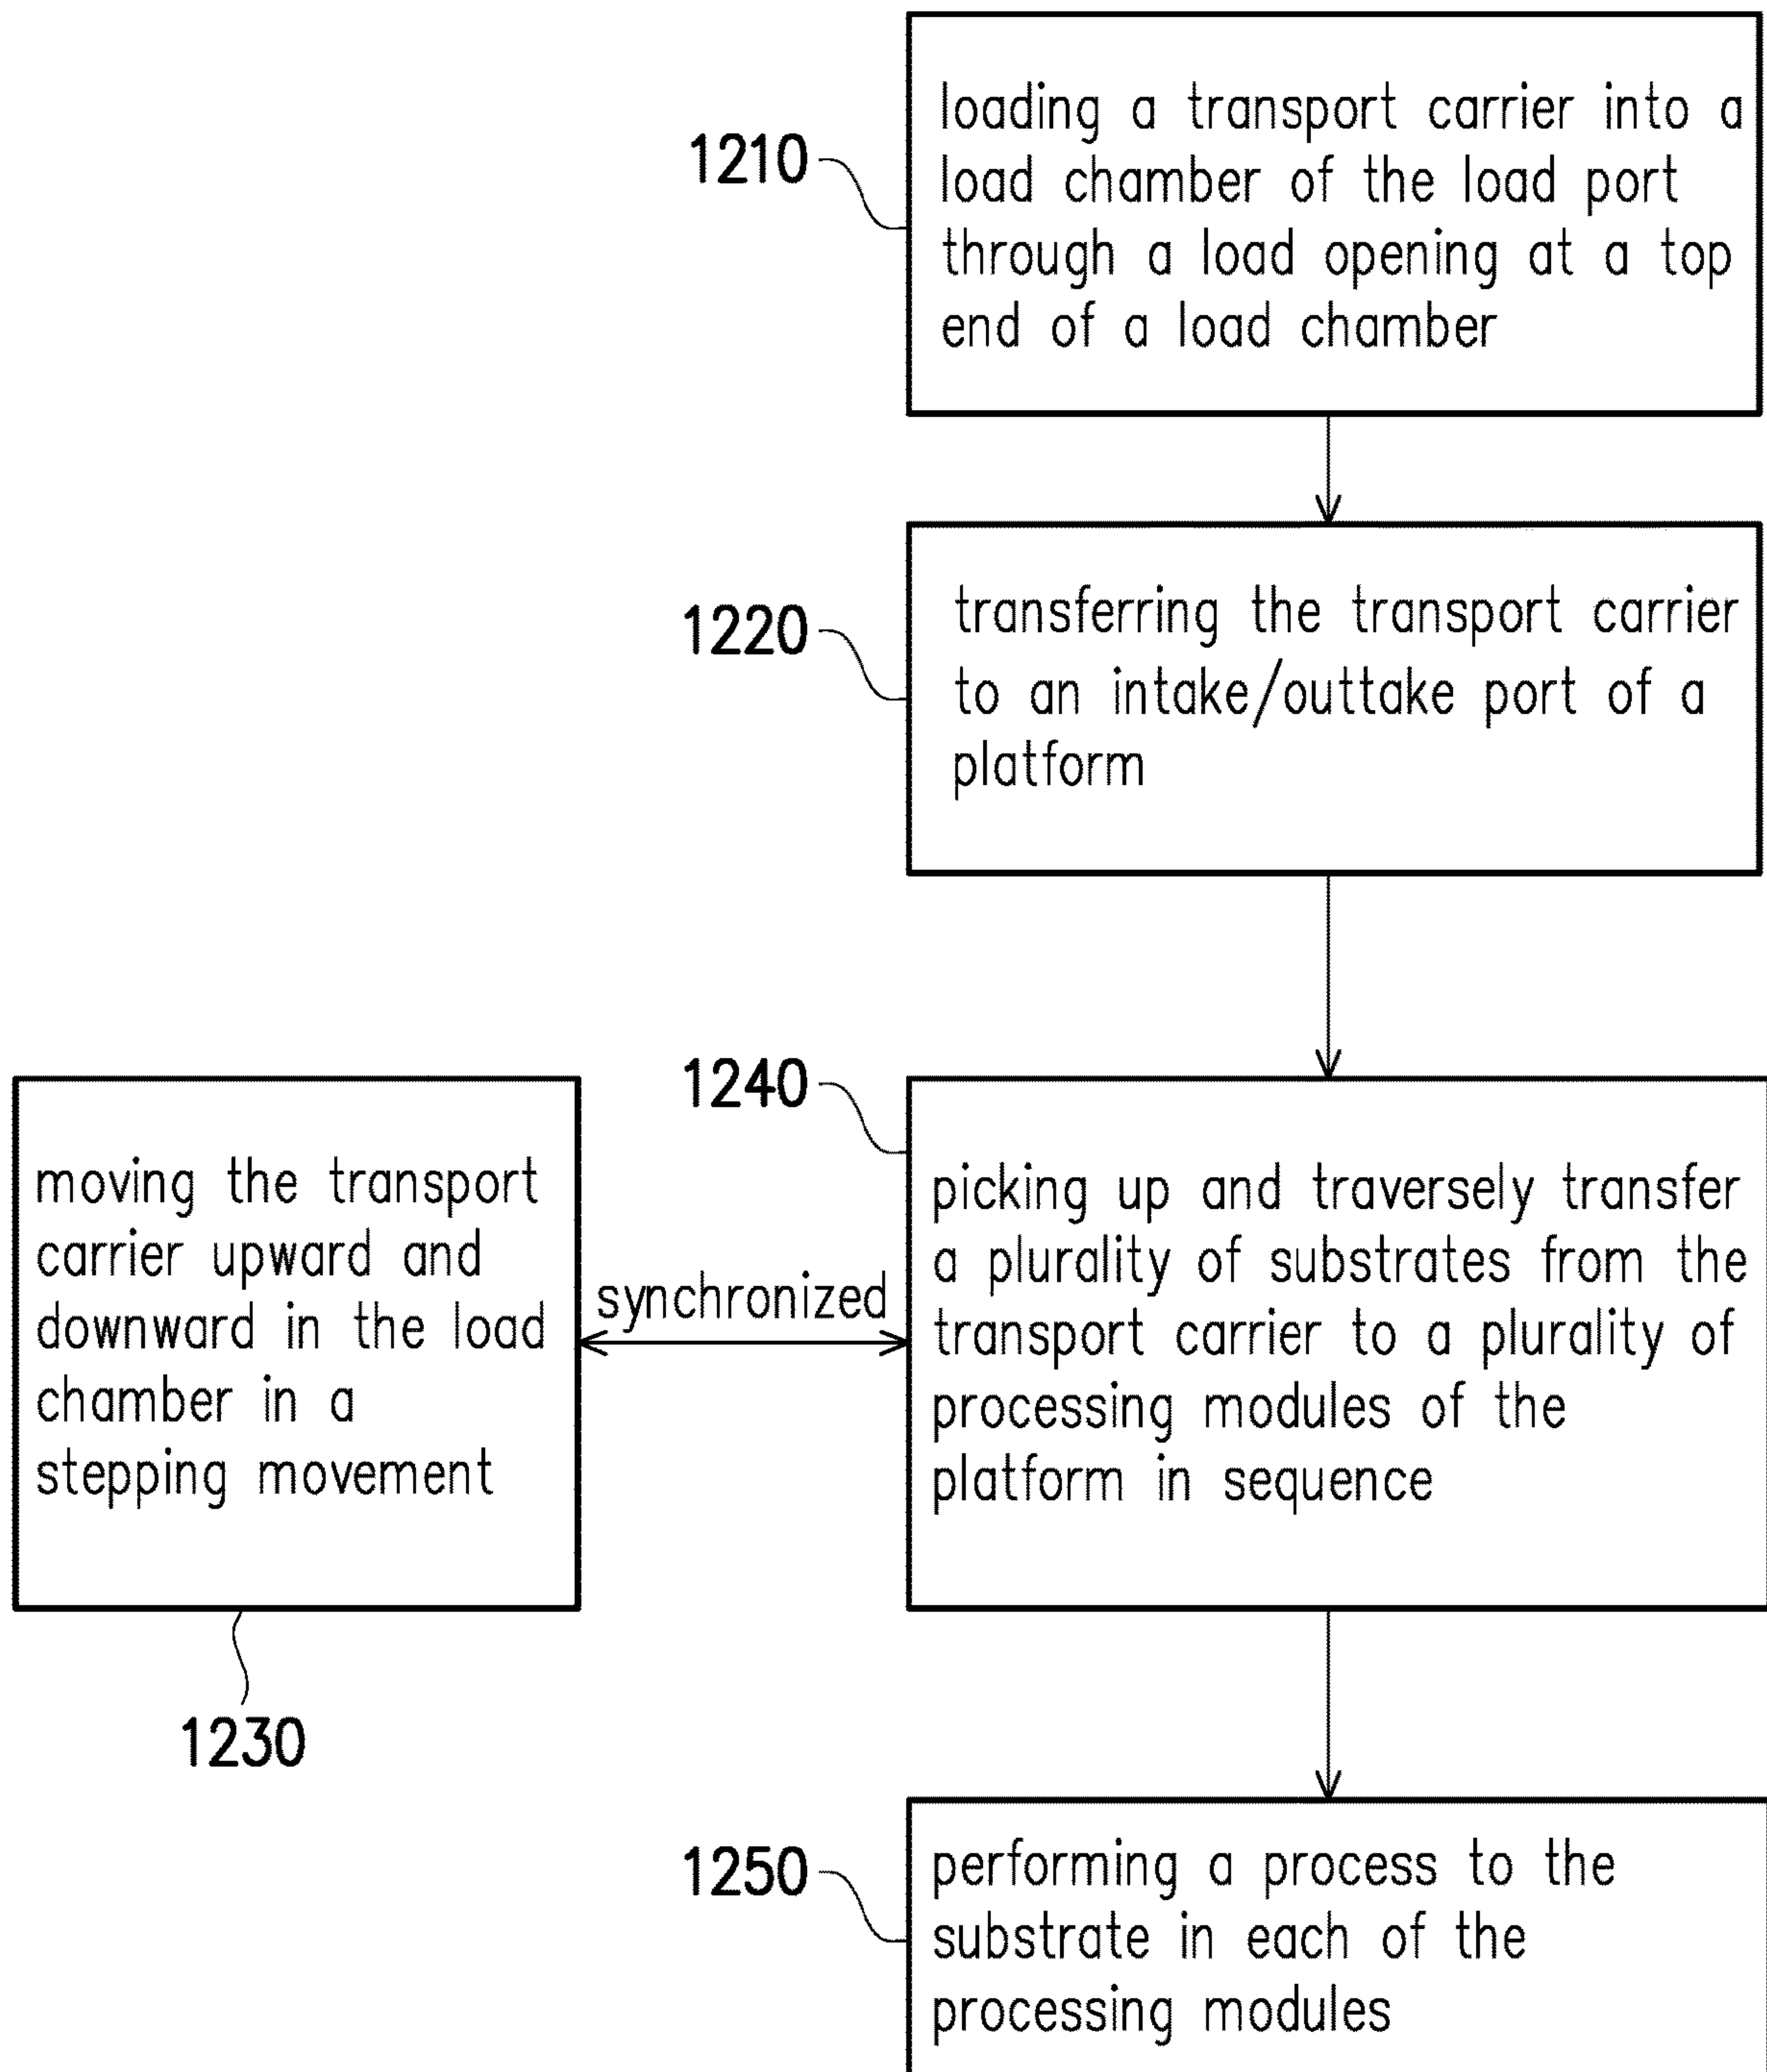 1210
loading a transport carrier into a
load chamber of the load port
through a load opening at a top
end of a load chamber
1220
transferring the transport carrier
to an intake/outtake port of a
platform
1230
moving the transport
carrier upward and
downward in the load
chamber in a
stepping movement
synchronized
1240
picking up and traversely transfer
a plurality of substrates from the
transport carrier to a plurality of
processing modules of the
platform in sequence
1250
performing a process to the
substrate in each of the
processing modules